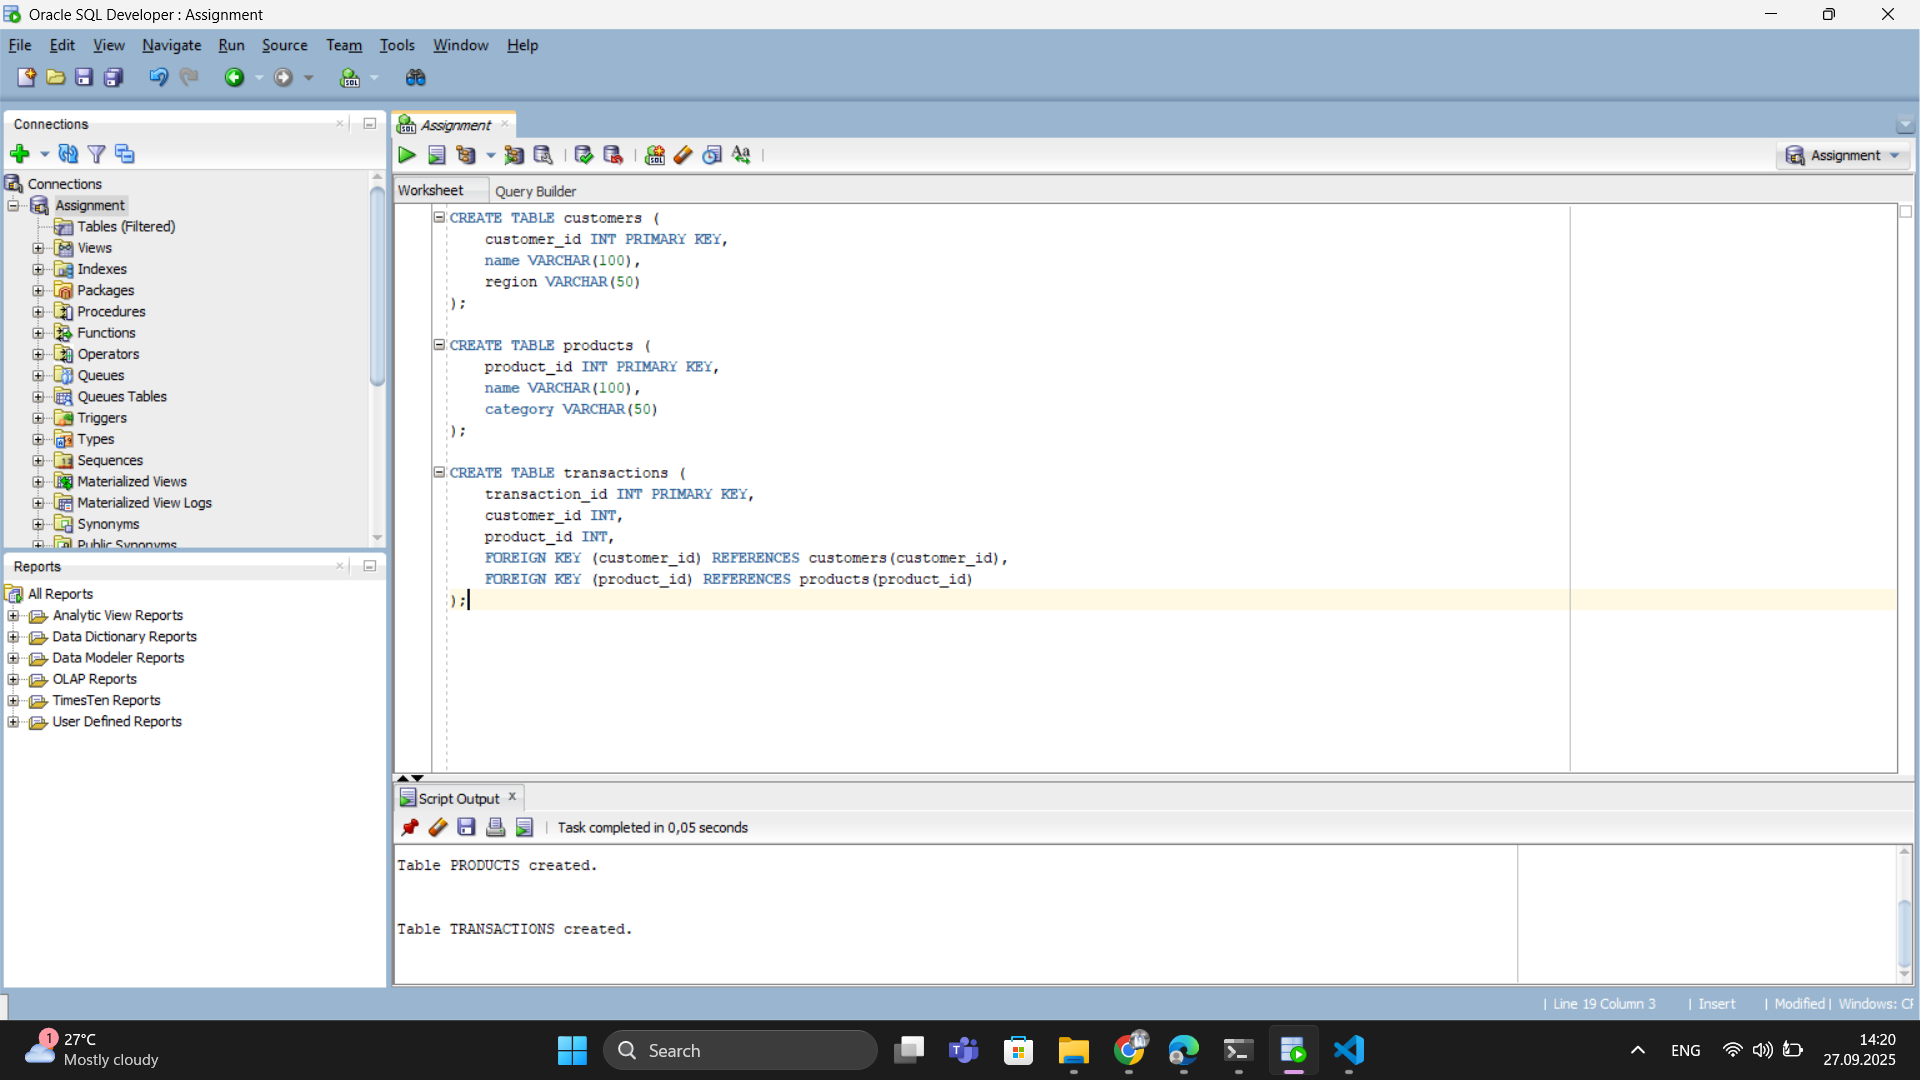 Oracle SQL Developer : Assignment
File Edit View Navigate Run Source Team Tools Window Help
Connections
Connections
Assignment
Tables (Filtered)
Views
Indexes
Packages
Procedures
Functions
Operators
Queues
Queues Tables
Triggers
Types
Sequences
Materialized Views
Materialized View Logs
Synonyms
Public Synonyms
Reports
All Reports
Analytic View Reports
Data Dictionary Reports
Data Modeler Reports
OLAP Reports
TimesTen Reports
User Defined Reports
Assignment
Assignment
Worksheet Query Builder
CREATE TABLE customers (
    customer_id INT PRIMARY KEY,
    name VARCHAR(100),
    region VARCHAR(50)
);
CREATE TABLE products (
    product_id INT PRIMARY KEY,
    name VARCHAR(100),
    category VARCHAR(50)
);
CREATE TABLE transactions (
    transaction_id INT PRIMARY KEY,
    customer_id INT,
    product_id INT,
    FOREIGN KEY (customer_id) REFERENCES customers(customer_id),
    FOREIGN KEY (product_id) REFERENCES products(product_id)
);
Script Output
Task completed in 0,05 seconds
Table PRODUCTS created.
Table TRANSACTIONS created.
| Line 19 Column 3 | Insert | Modified | Windows:
1
27°C
Mostly cloudy
Search
ENG
14:20
27.09.2025